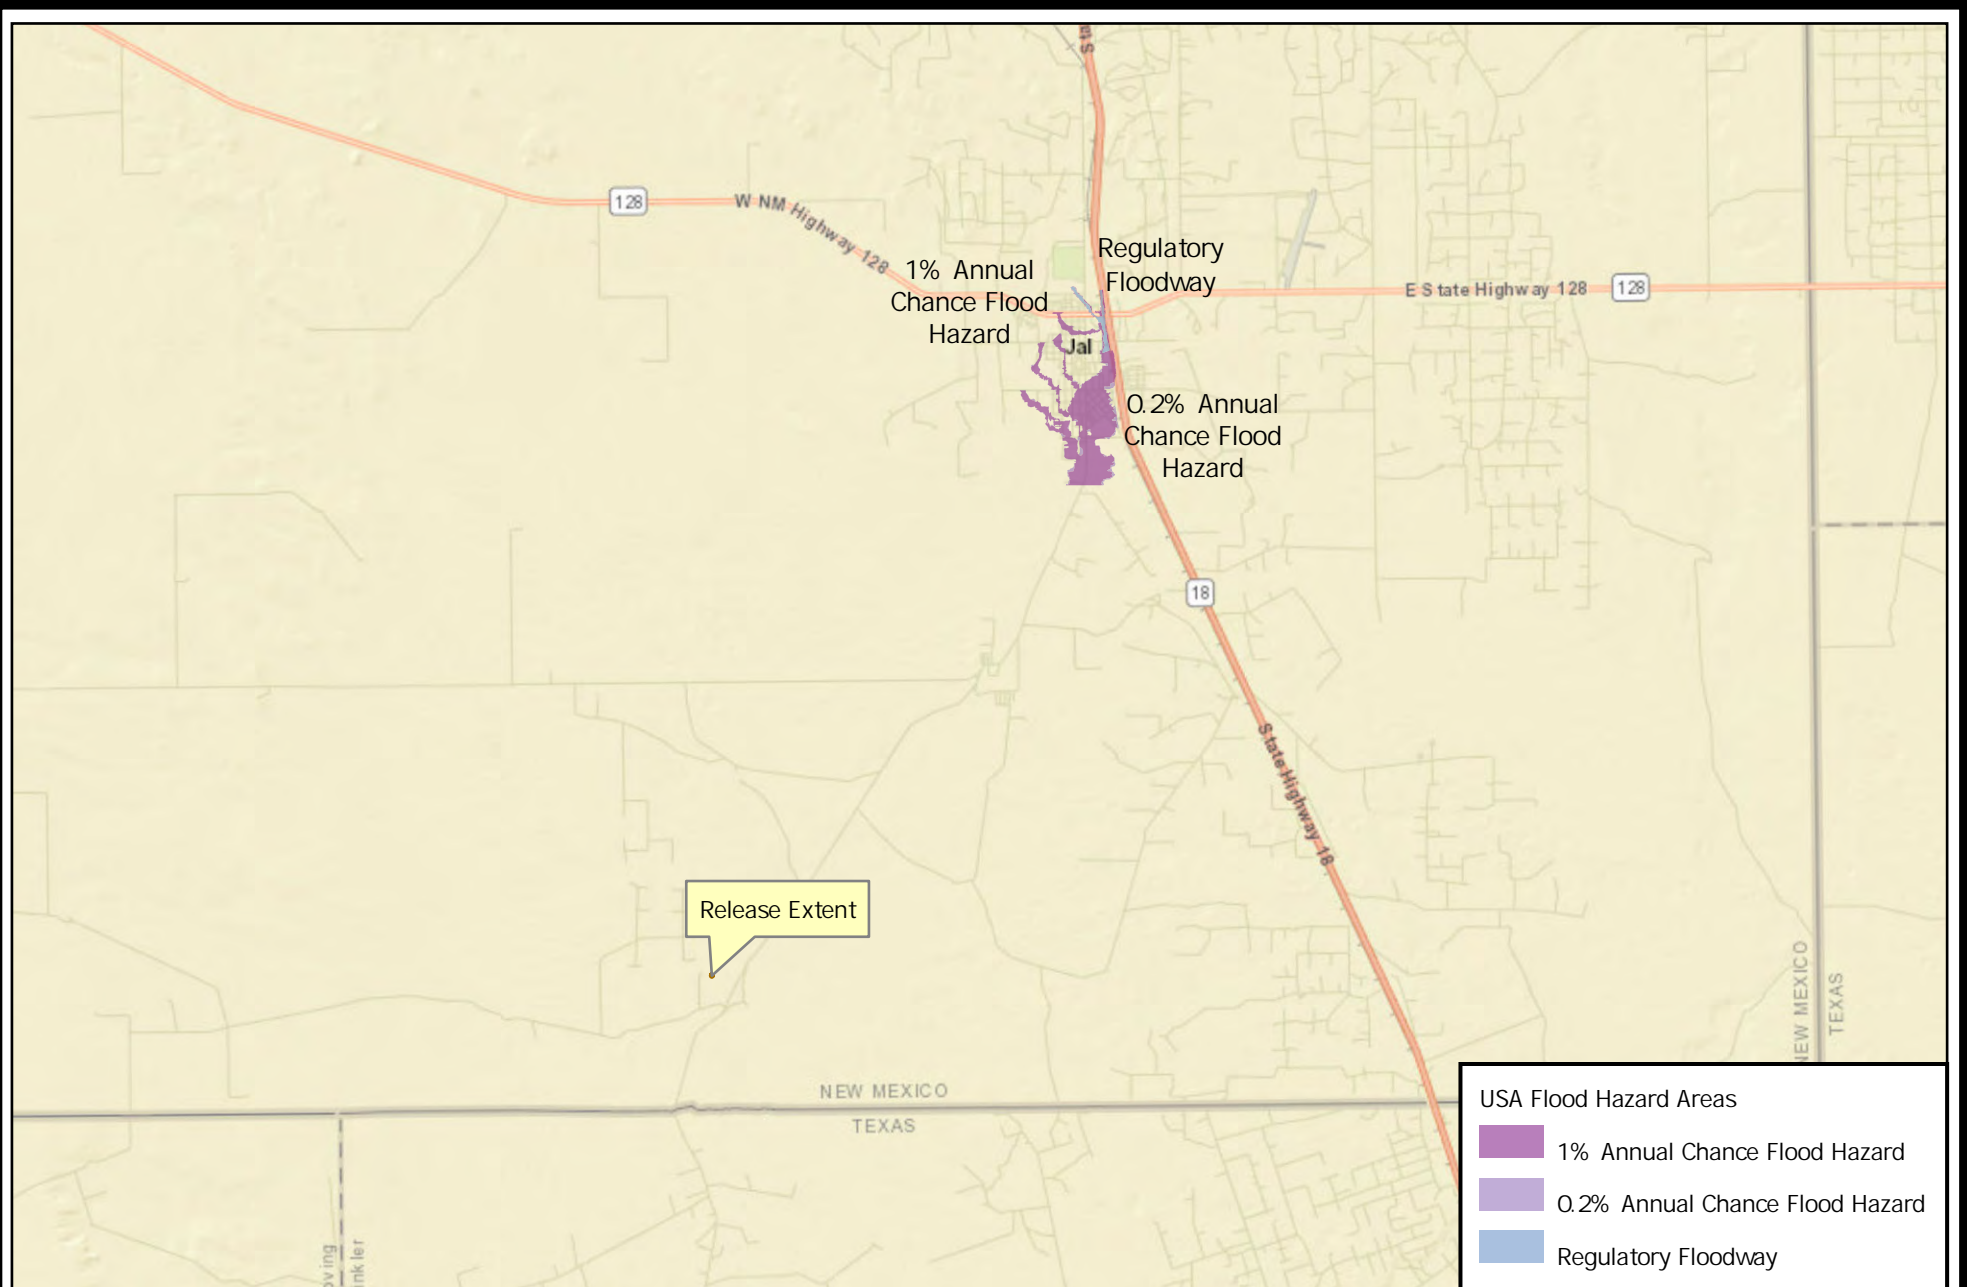 128
W NM Highway 128
1% Annual
Chance Flood
Hazard
Regulatory
Floodway
E State Highway 128
128
Jal
0.2% Annual
Chance Flood
Hazard
18
State Highway 18
Release Extent
NEW MEXICO
TEXAS
NEW MEXICO
TEXAS
USA Flood Hazard Areas
1% Annual Chance Flood Hazard
0.2% Annual Chance Flood Hazard
Regulatory Floodway